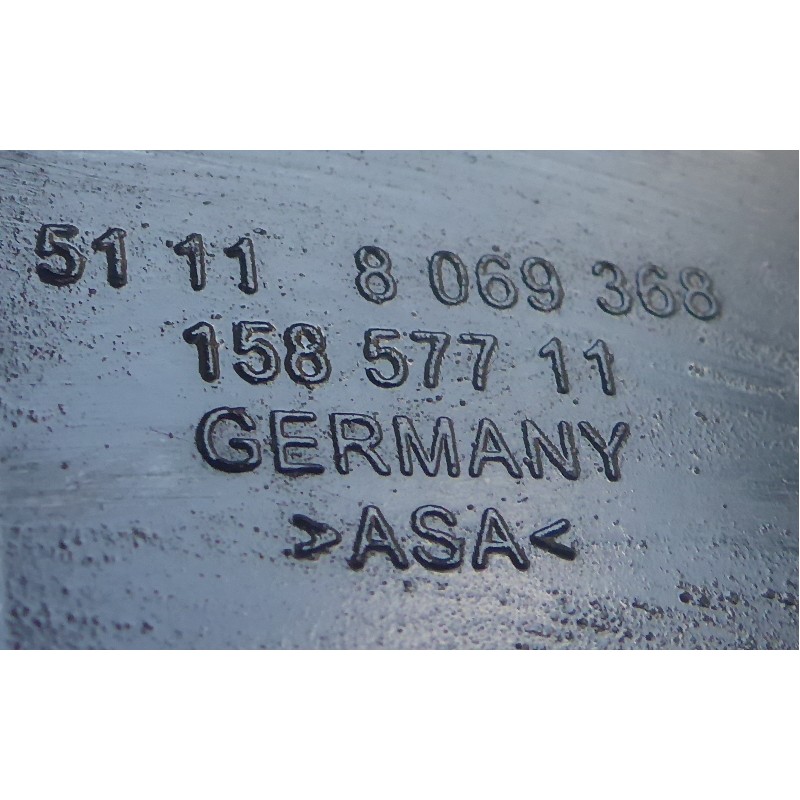 51 11 8 069 368
158 577 11
GERMANY
>ASA<